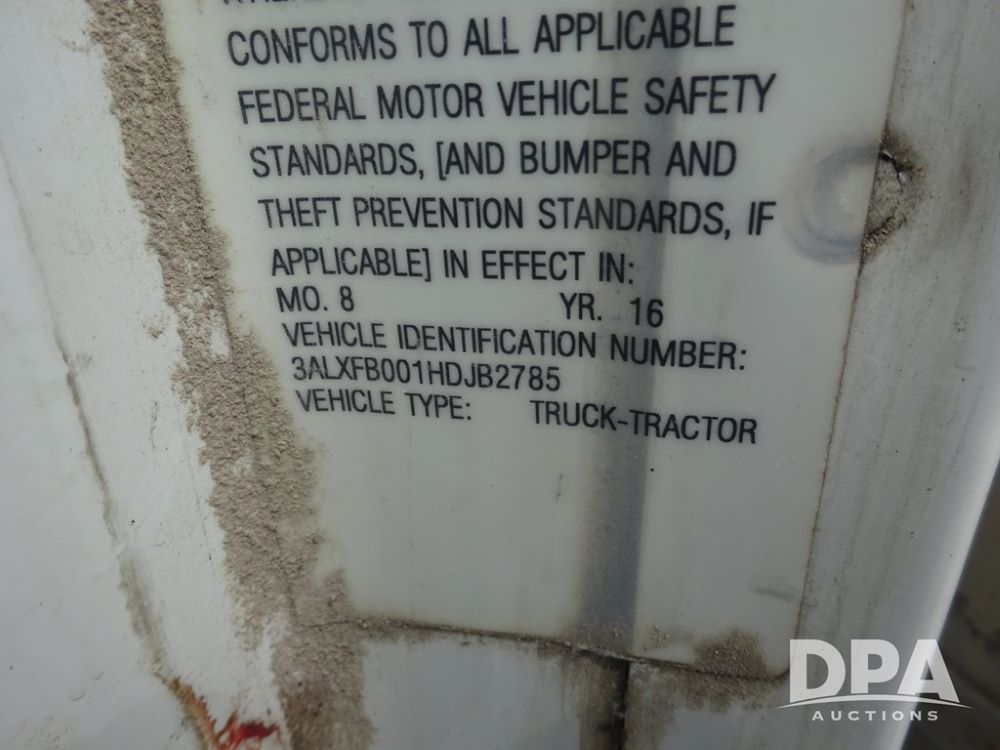 CONFORMS TO ALL APPLICABLE
FEDERAL MOTOR VEHICLE SAFETY
STANDARDS, [AND BUMPER AND
THEFT PREVENTION STANDARDS, IF
APPLICABLE] IN EFFECT IN:
MO. 8 YR. 16
VEHICLE IDENTIFICATION NUMBER:
3ALXFB001HDJB2785
VEHICLE TYPE: TRUCK-TRACTOR
DPA
AUCTIONS